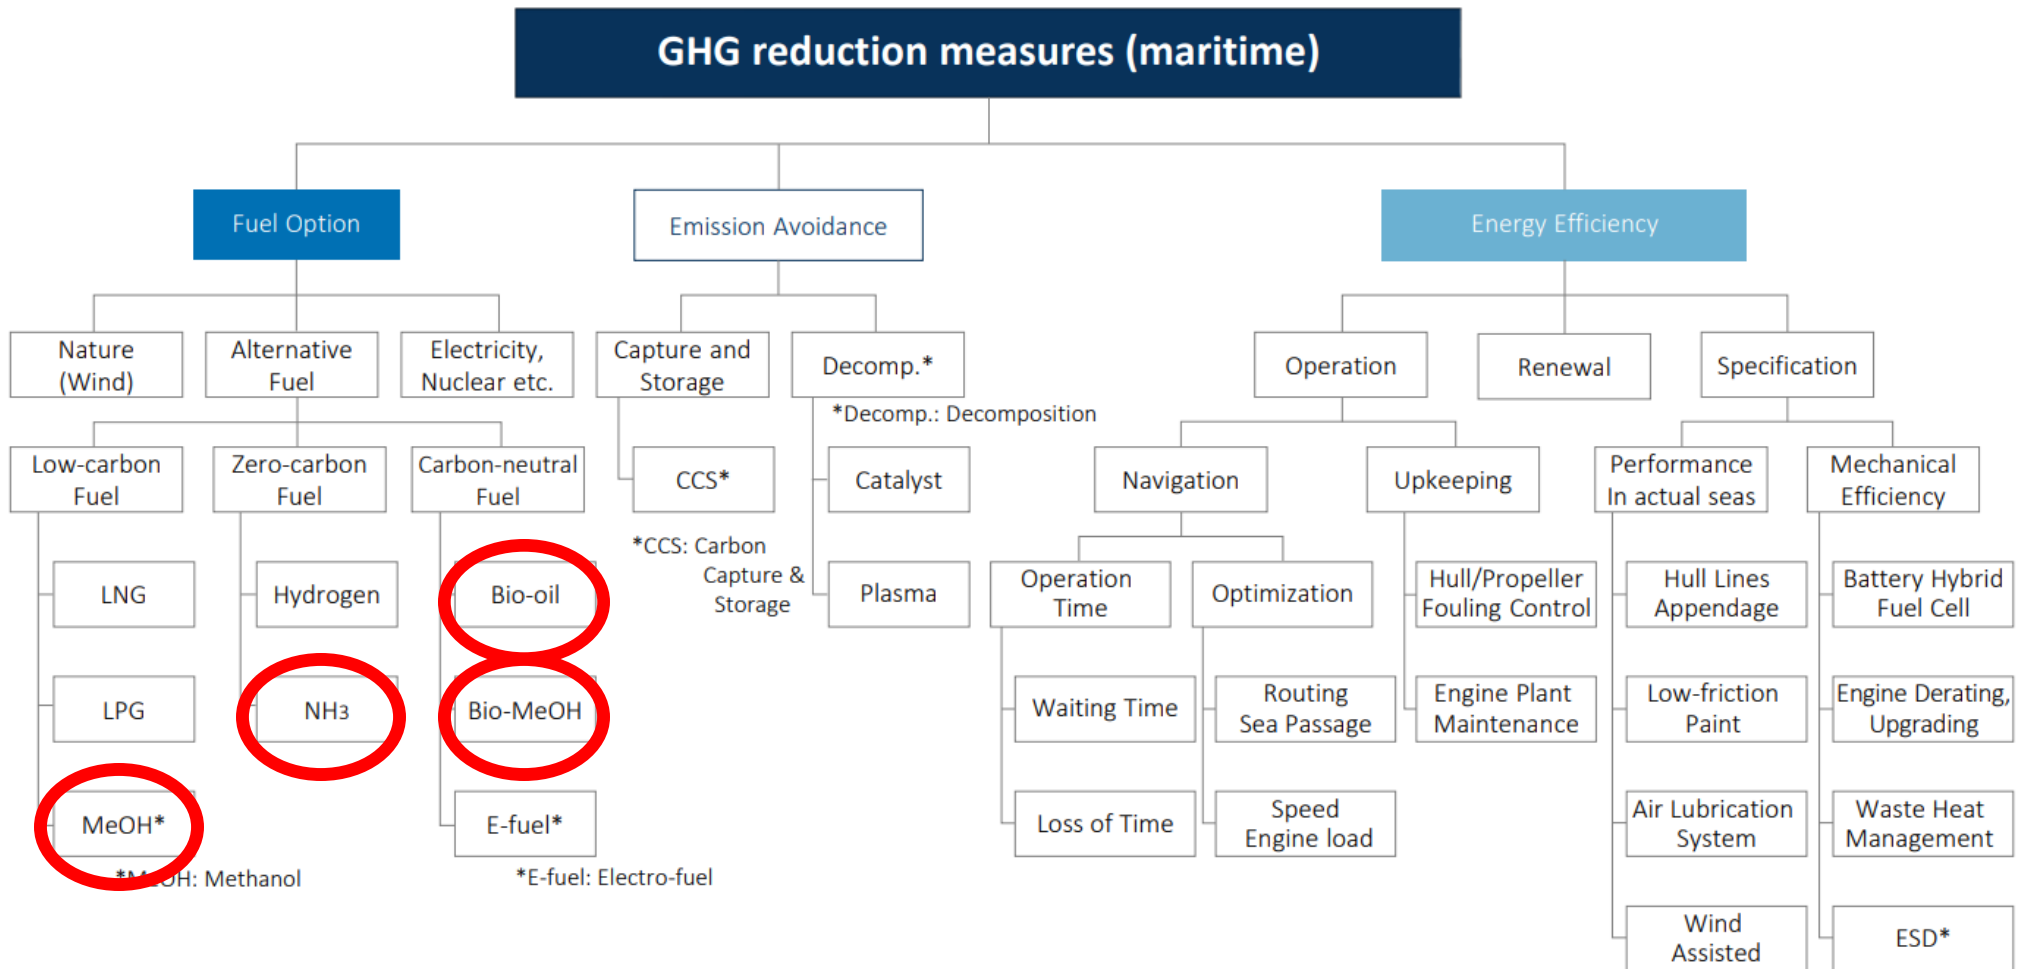 GHG reduction measures (maritime)
Fuel Option
Emission Avoidance
Energy Efficiency
Nature
(Wind)
Alternative
Fuel
Electricity,
Nuclear etc.
Capture and
Storage
Decomp.*
*Decomp.: Decomposition
Operation
Renewal
Specification
Low-carbon
Fuel
Zero-carbon
Fuel
Carbon-neutral
Fuel
CCS*
*CCS: Carbon
Capture &
Storage
Catalyst
Plasma
Navigation
Upkeeping
Performance
In actual seas
Mechanical
Efficiency
LNG
LPG
MeOH*
*MeOH: Methanol
Hydrogen
NH3
Bio-oil
Bio-MeOH
E-fuel*
*E-fuel: Electro-fuel
Operation
Time
Waiting Time
Loss of Time
Optimization
Routing
Sea Passage
Speed
Engine load
Hull/Propeller
Fouling Control
Engine Plant
Maintenance
Hull Lines
Appendage
Low-friction
Paint
Air Lubrication
System
Wind
Assisted
Battery Hybrid
Fuel Cell
Engine Derating,
Upgrading
Waste Heat
Management
ESD*